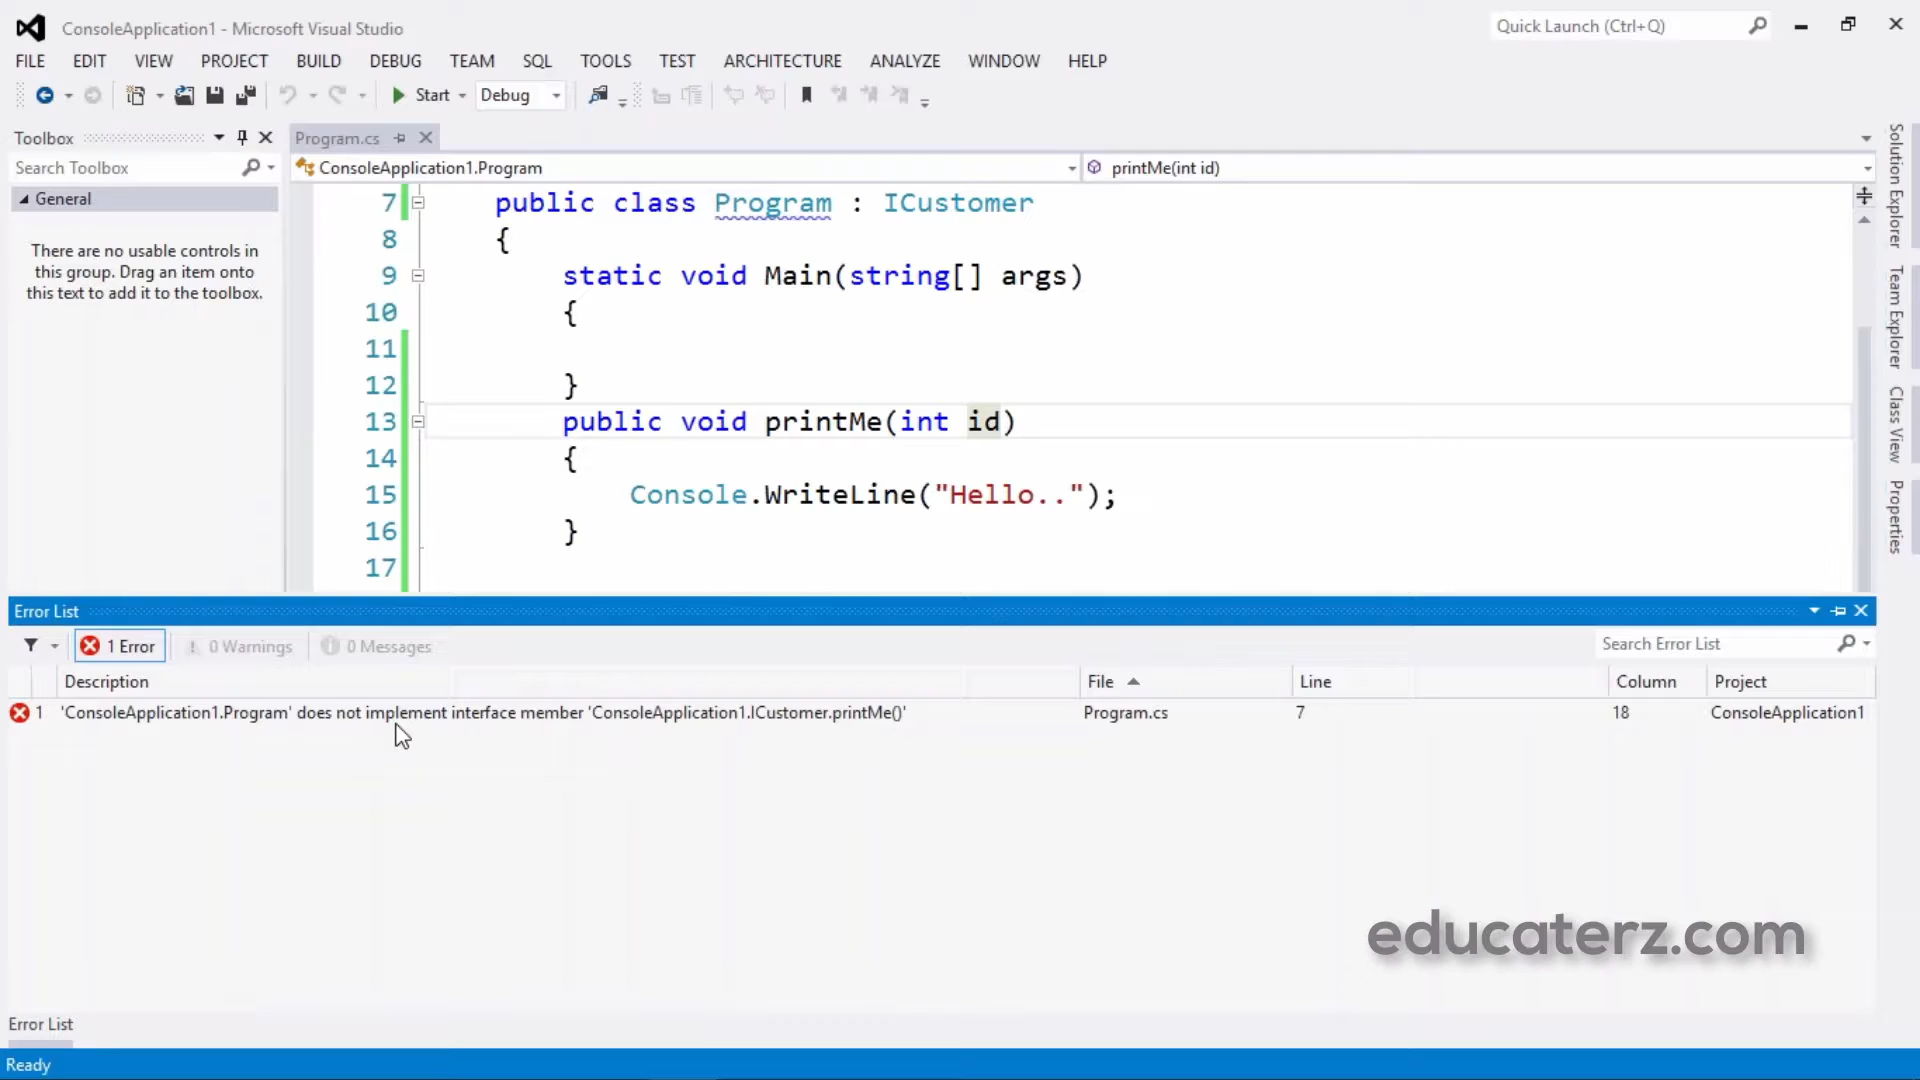 ConsoleApplication1 - Microsoft Visual Studio
Quick Launch (Ctrl+Q)
FILE EDIT VIEW PROJECT BUILD DEBUG TEAM SQL TOOLS TEST ARCHITECTURE ANALYZE WINDOW HELP
Start Debug
Toolbox
Search Toolbox
General
There are no usable controls in
this group. Drag an item onto
this text to add it to the toolbox.
Program.cs
ConsoleApplication1.Program
printMe(int id)
7 public class Program : ICustomer
8 {
9 static void Main(string[] args)
10 {
11
12 }
13 public void printMe(int id)
14 {
15 Console.WriteLine("Hello..");
16 }
17
Solution Explorer
Team Explorer
Class View
Properties
Error List
1 Error 0 Warnings 0 Messages
Search Error List
Description File Line Column Project
1 'ConsoleApplication1.Program' does not implement interface member 'ConsoleApplication1.ICustomer.printMe()' Program.cs 7 18 ConsoleApplication1
educaterz.com
Error List
Ready